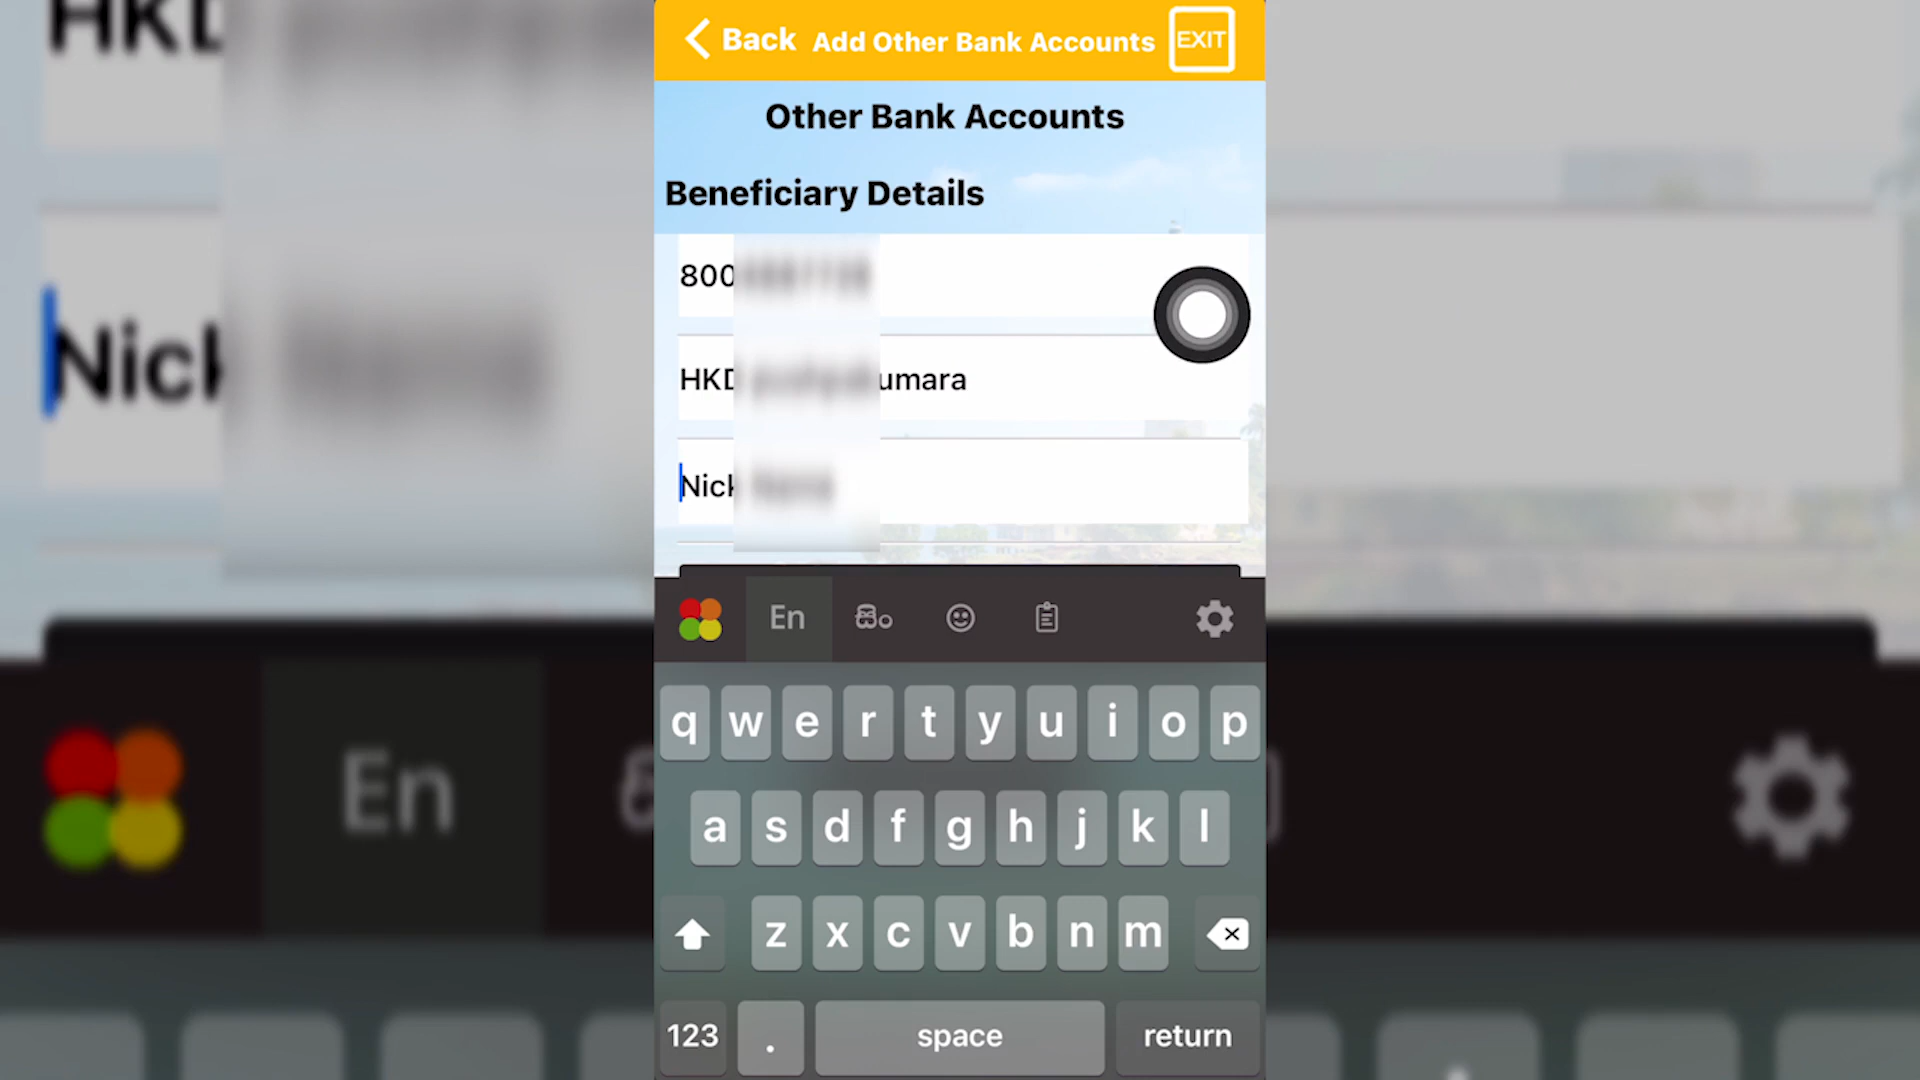 Back Add Other Bank Accounts EXIT
Other Bank Accounts
Beneficiary Details
800
HKD umara
Nick
En සිං
q w e r t y u i o p
a s d f g h j k l
z x c v b n m
123 . space return